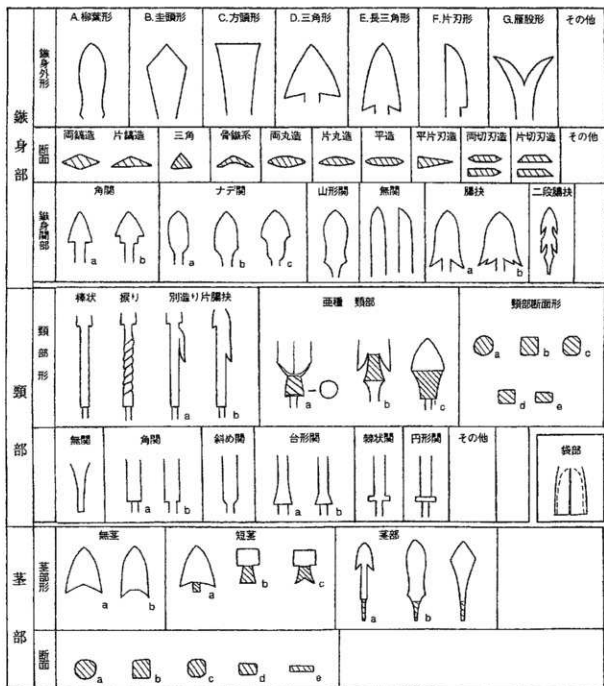 鏃身部
鏃身外形
A.柳葉形 B.圭頭形 C.方頭形 D.三角形 E.長三角形 F.片刃形 G.雁股形 その他
断面
両鎬造 片鎬造 三角 骨鏃系 両丸造 片丸造 平造 平片刃造 両切刃造 片切刃造 その他
鏃身関部
角関 ナデ関 山形関 無関 腸抉 二段腸抉
a b a b c a b
頸部
頸部形
棒状 捩り 別造り片腸抉 亜種 頸部 頸部断面形
a b a b c a b c d e
無関 角関 斜め関 台形関 棘状関 円形関 その他 袋部
a b a b
茎部
茎部形
無茎 短茎 茎部
a b a b c a b c
断面
a b c d e